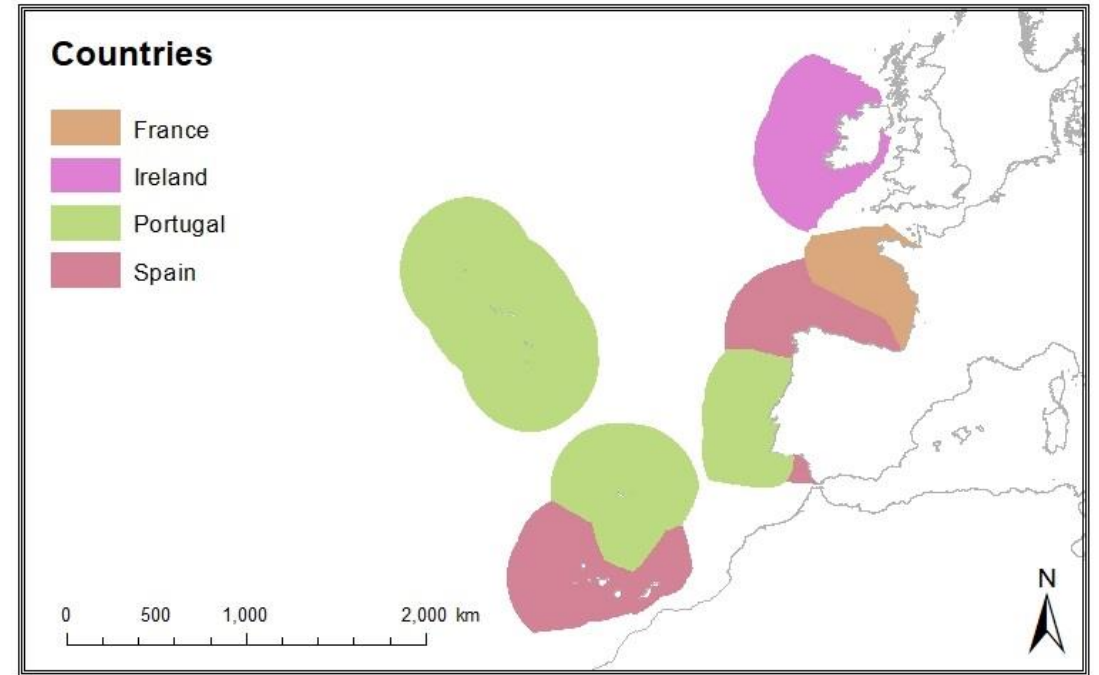 Countries
France
Ireland
Portugal
Spain
0 500 1,000 2,000 km
N